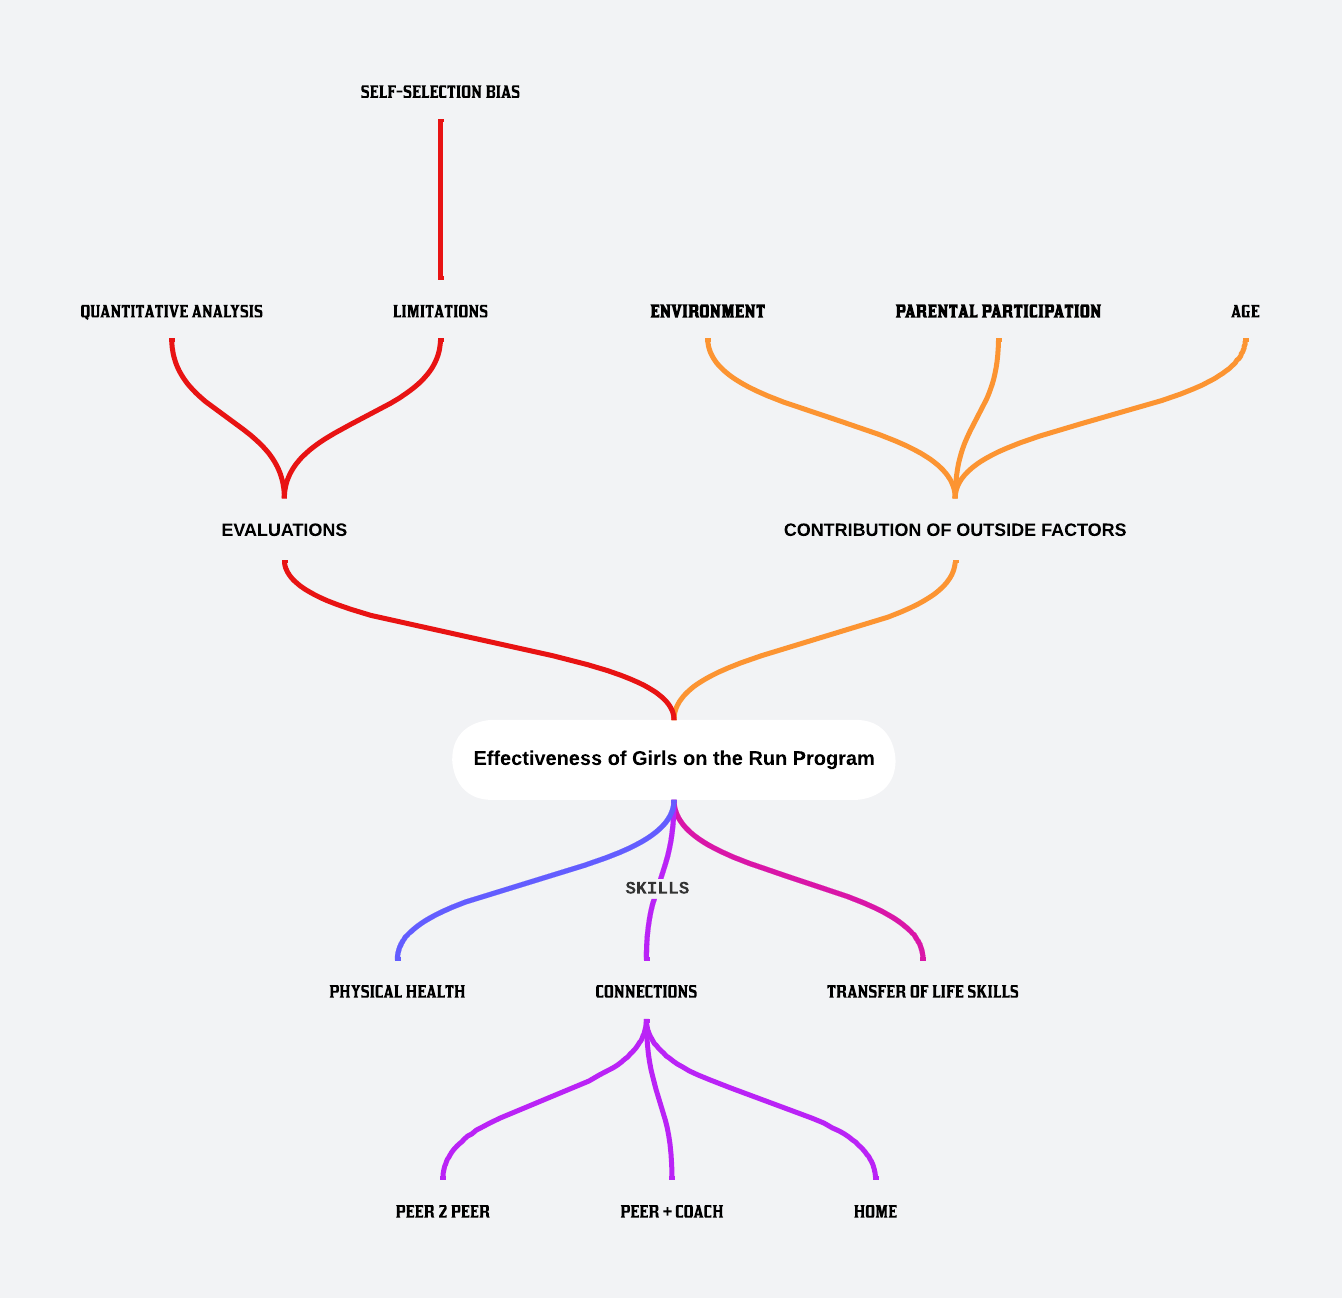 SELF-SELECTION BIAS
QUANTITATIVE ANALYSIS
LIMITATIONS
ENVIRONMENT
PARENTAL PARTICIPATION
AGE
EVALUATIONS
CONTRIBUTION OF OUTSIDE FACTORS
Effectiveness of Girls on the Run Program
SKILLS
PHYSICAL HEALTH
CONNECTIONS
TRANSFER OF LIFE SKILLS
PEER 2 PEER
PEER + COACH
HOME